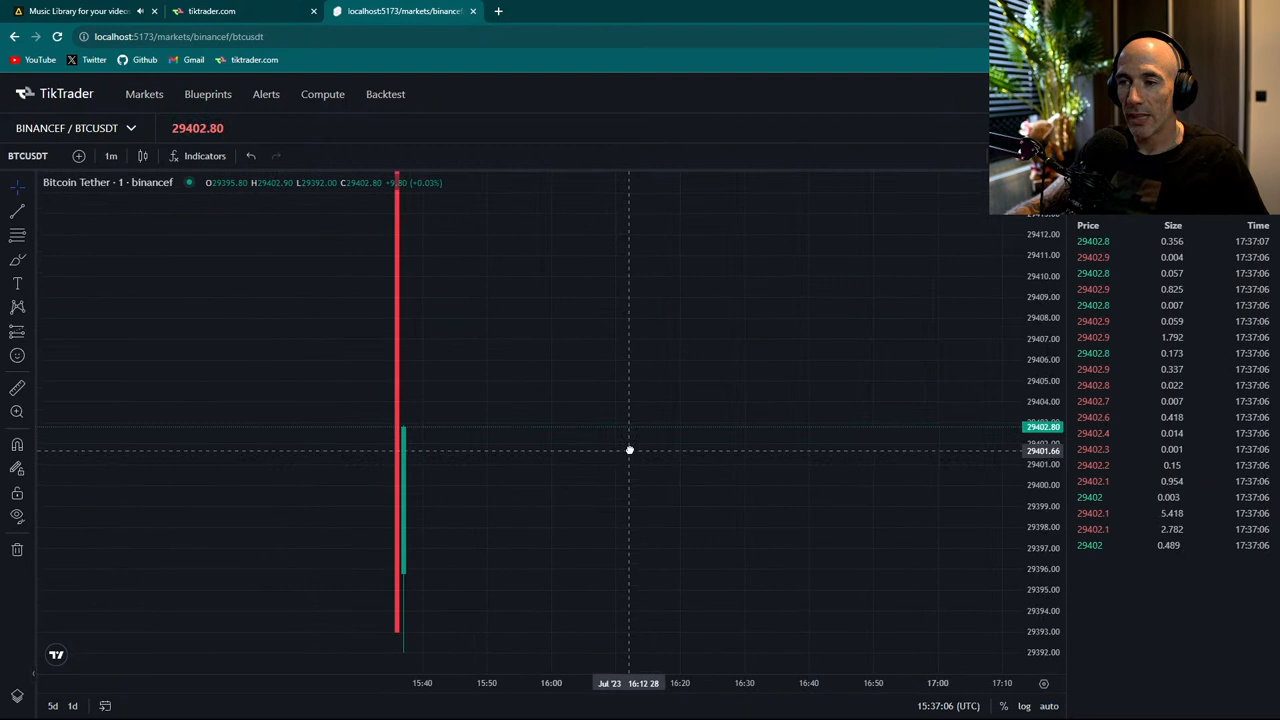 Music Library for your video
tiktrader.com
localhost:5173/markets/binancef
localhost:5173/markets/binancef/btcusdt
YouTube
Twitter
Github
Gmail
tiktrader.com
TikTrader
Markets
Blueprints
Alerts
Compute
Backtest
BINANCEF / BTCUSDT
29402.80
BTCUSDT
1m
Indicators
Bitcoin Tether · 1 · binancef
O29395.80 H29402.90 L29392.00 C29402.80 +9.80 (+0.03%)
29412.00
29411.00
29410.00
29409.00
29408.00
29407.00
29406.00
29405.00
29404.00
29402.80
29401.66
29401.00
29400.00
29399.00
29398.00
29397.00
29396.00
29395.00
29394.00
29393.00
29392.00
Price Size Time
29402.8 0.356 17:37:07
29402.9 0.004 17:37:06
29402.8 0.057 17:37:06
29402.9 0.825 17:37:06
29402.8 0.007 17:37:06
29402.9 0.059 17:37:06
29402.9 1.792 17:37:06
29402.8 0.173 17:37:06
29402.9 0.337 17:37:06
29402.8 0.022 17:37:06
29402.7 0.007 17:37:06
29402.6 0.418 17:37:06
29402.4 0.014 17:37:06
29402.3 0.001 17:37:06
29402.2 0.15 17:37:06
29402.1 0.954 17:37:06
29402 0.003 17:37:06
29402.1 5.418 17:37:06
29402.1 2.782 17:37:06
29402 0.489 17:37:06
15:40
15:50
16:00
Jul '23 16:12 28
16:20
16:30
16:40
16:50
17:00
17:10
5d
1d
15:37:06 (UTC)
%
log
auto